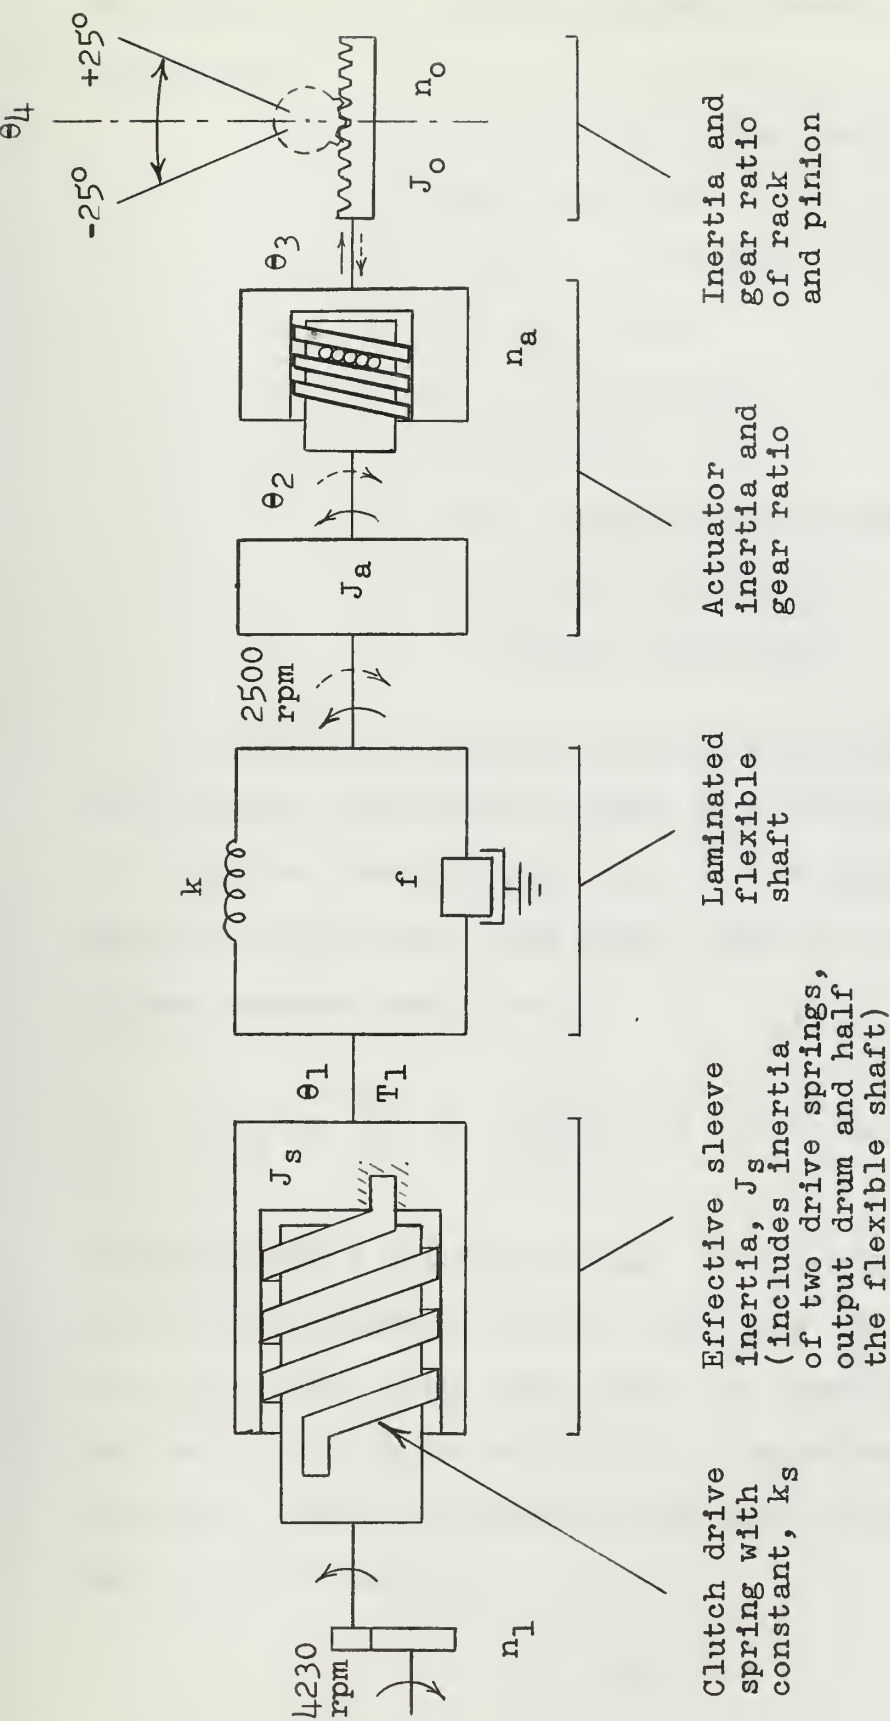 4230
rpm
n₁
Clutch drive
spring with
constant, kₛ
Jₛ
Effective sleeve
inertia, Jₛ
(includes inertia
of two drive springs,
output drum and half
the flexible shaft)
θ₁
T₁
k
f
Laminated
flexible
shaft
2500
rpm
Jₐ
θ₂
nₐ
Actuator
inertia and
gear ratio
θ₃
θ₄
-25°
+25°
Jₒ
nₒ
Inertia and
gear ratio
of rack
and pinion